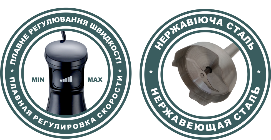 ПЛАВНЕ РЕГУЛЮВАННЯ ШВИДКОСТІ
MIN MAX
ПЛАВНАЯ РЕГУЛИРОВКА СКОРОСТИ
НЕРЖАВІЮЧА СТАЛЬ
НЕРЖАВЕЮЩАЯ СТАЛЬ